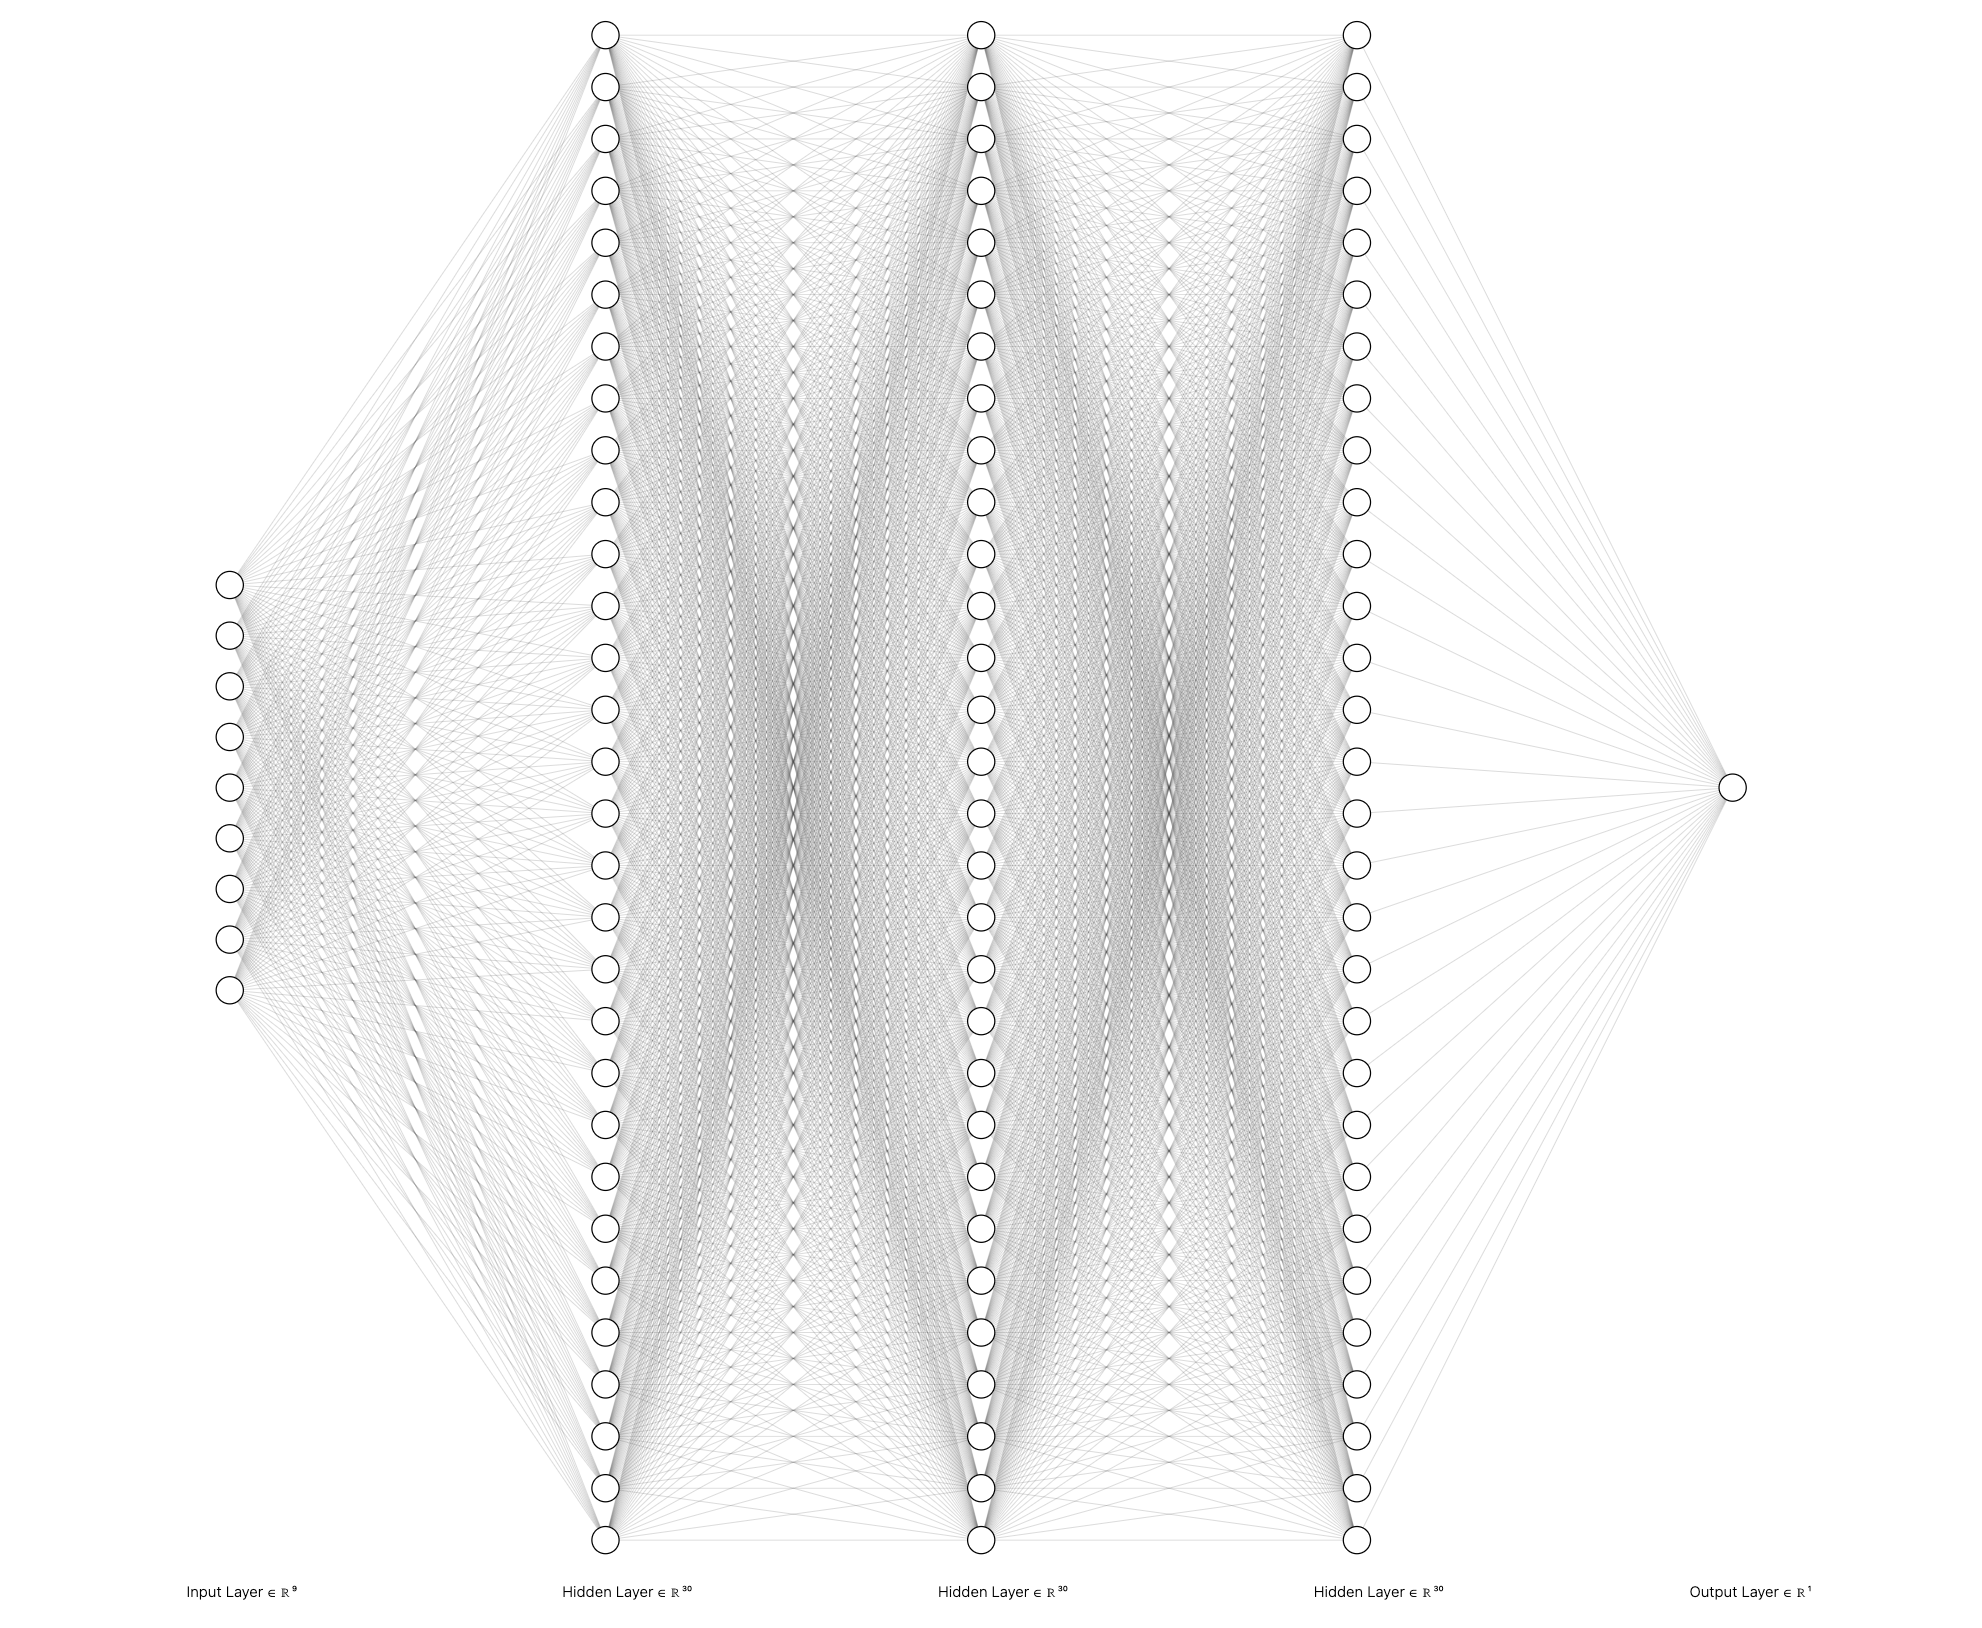 Input Layer ∈ ℝ⁹
Hidden Layer ∈ ℝ³⁰
Hidden Layer ∈ ℝ³⁰
Hidden Layer ∈ ℝ³⁰
Output Layer ∈ ℝ¹